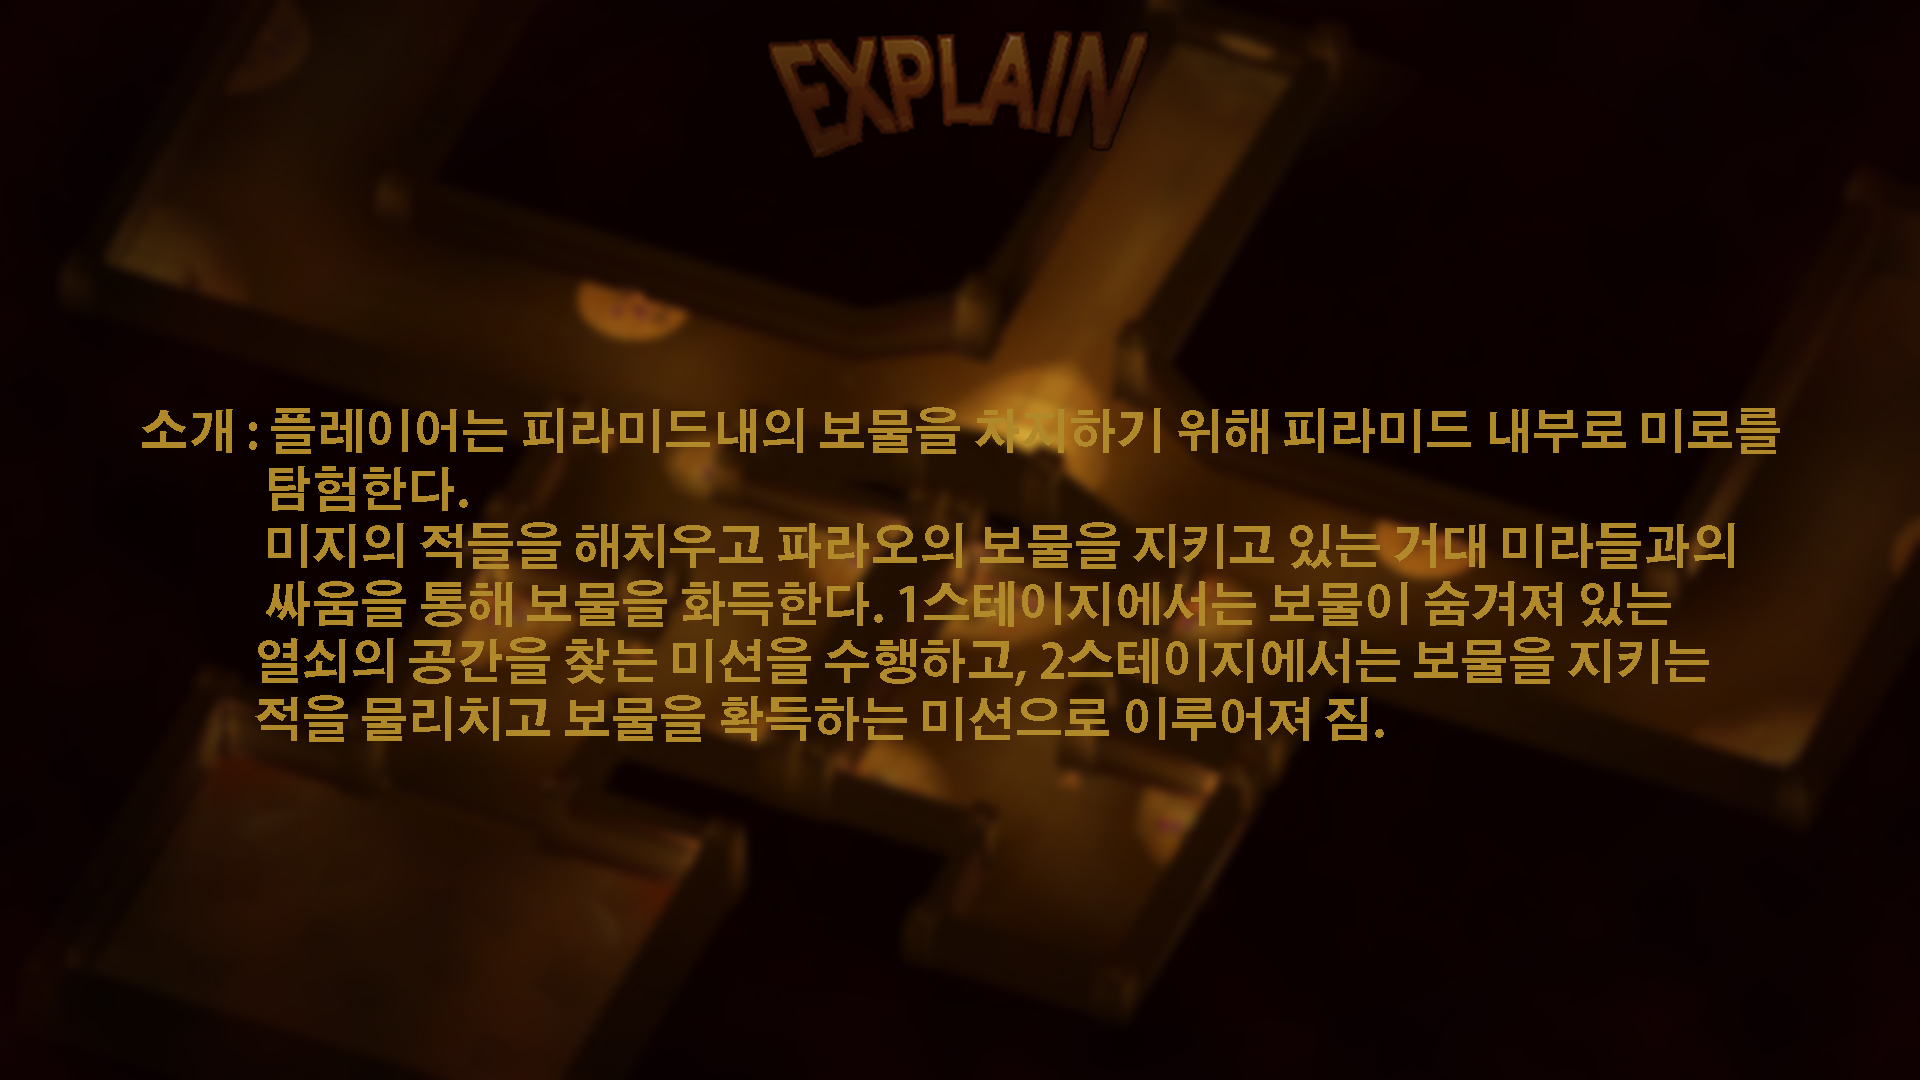 EXPLAIN
소개 : 플레이어는 피라미드내의 보물을 차지하기 위해 피라미드 내부로 미로를
탐험한다.
미지의 적들을 해치우고 파라오의 보물을 지키고 있는 거대 미라들과의
싸움을 통해 보물을 화득한다. 1스테이지에서는 보물이 숨겨져 있는
열쇠의 공간을 찾는 미션을 수행하고, 2스테이지에서는 보물을 지키는
적을 물리치고 보물을 확득하는 미션으로 이루어져 짐.